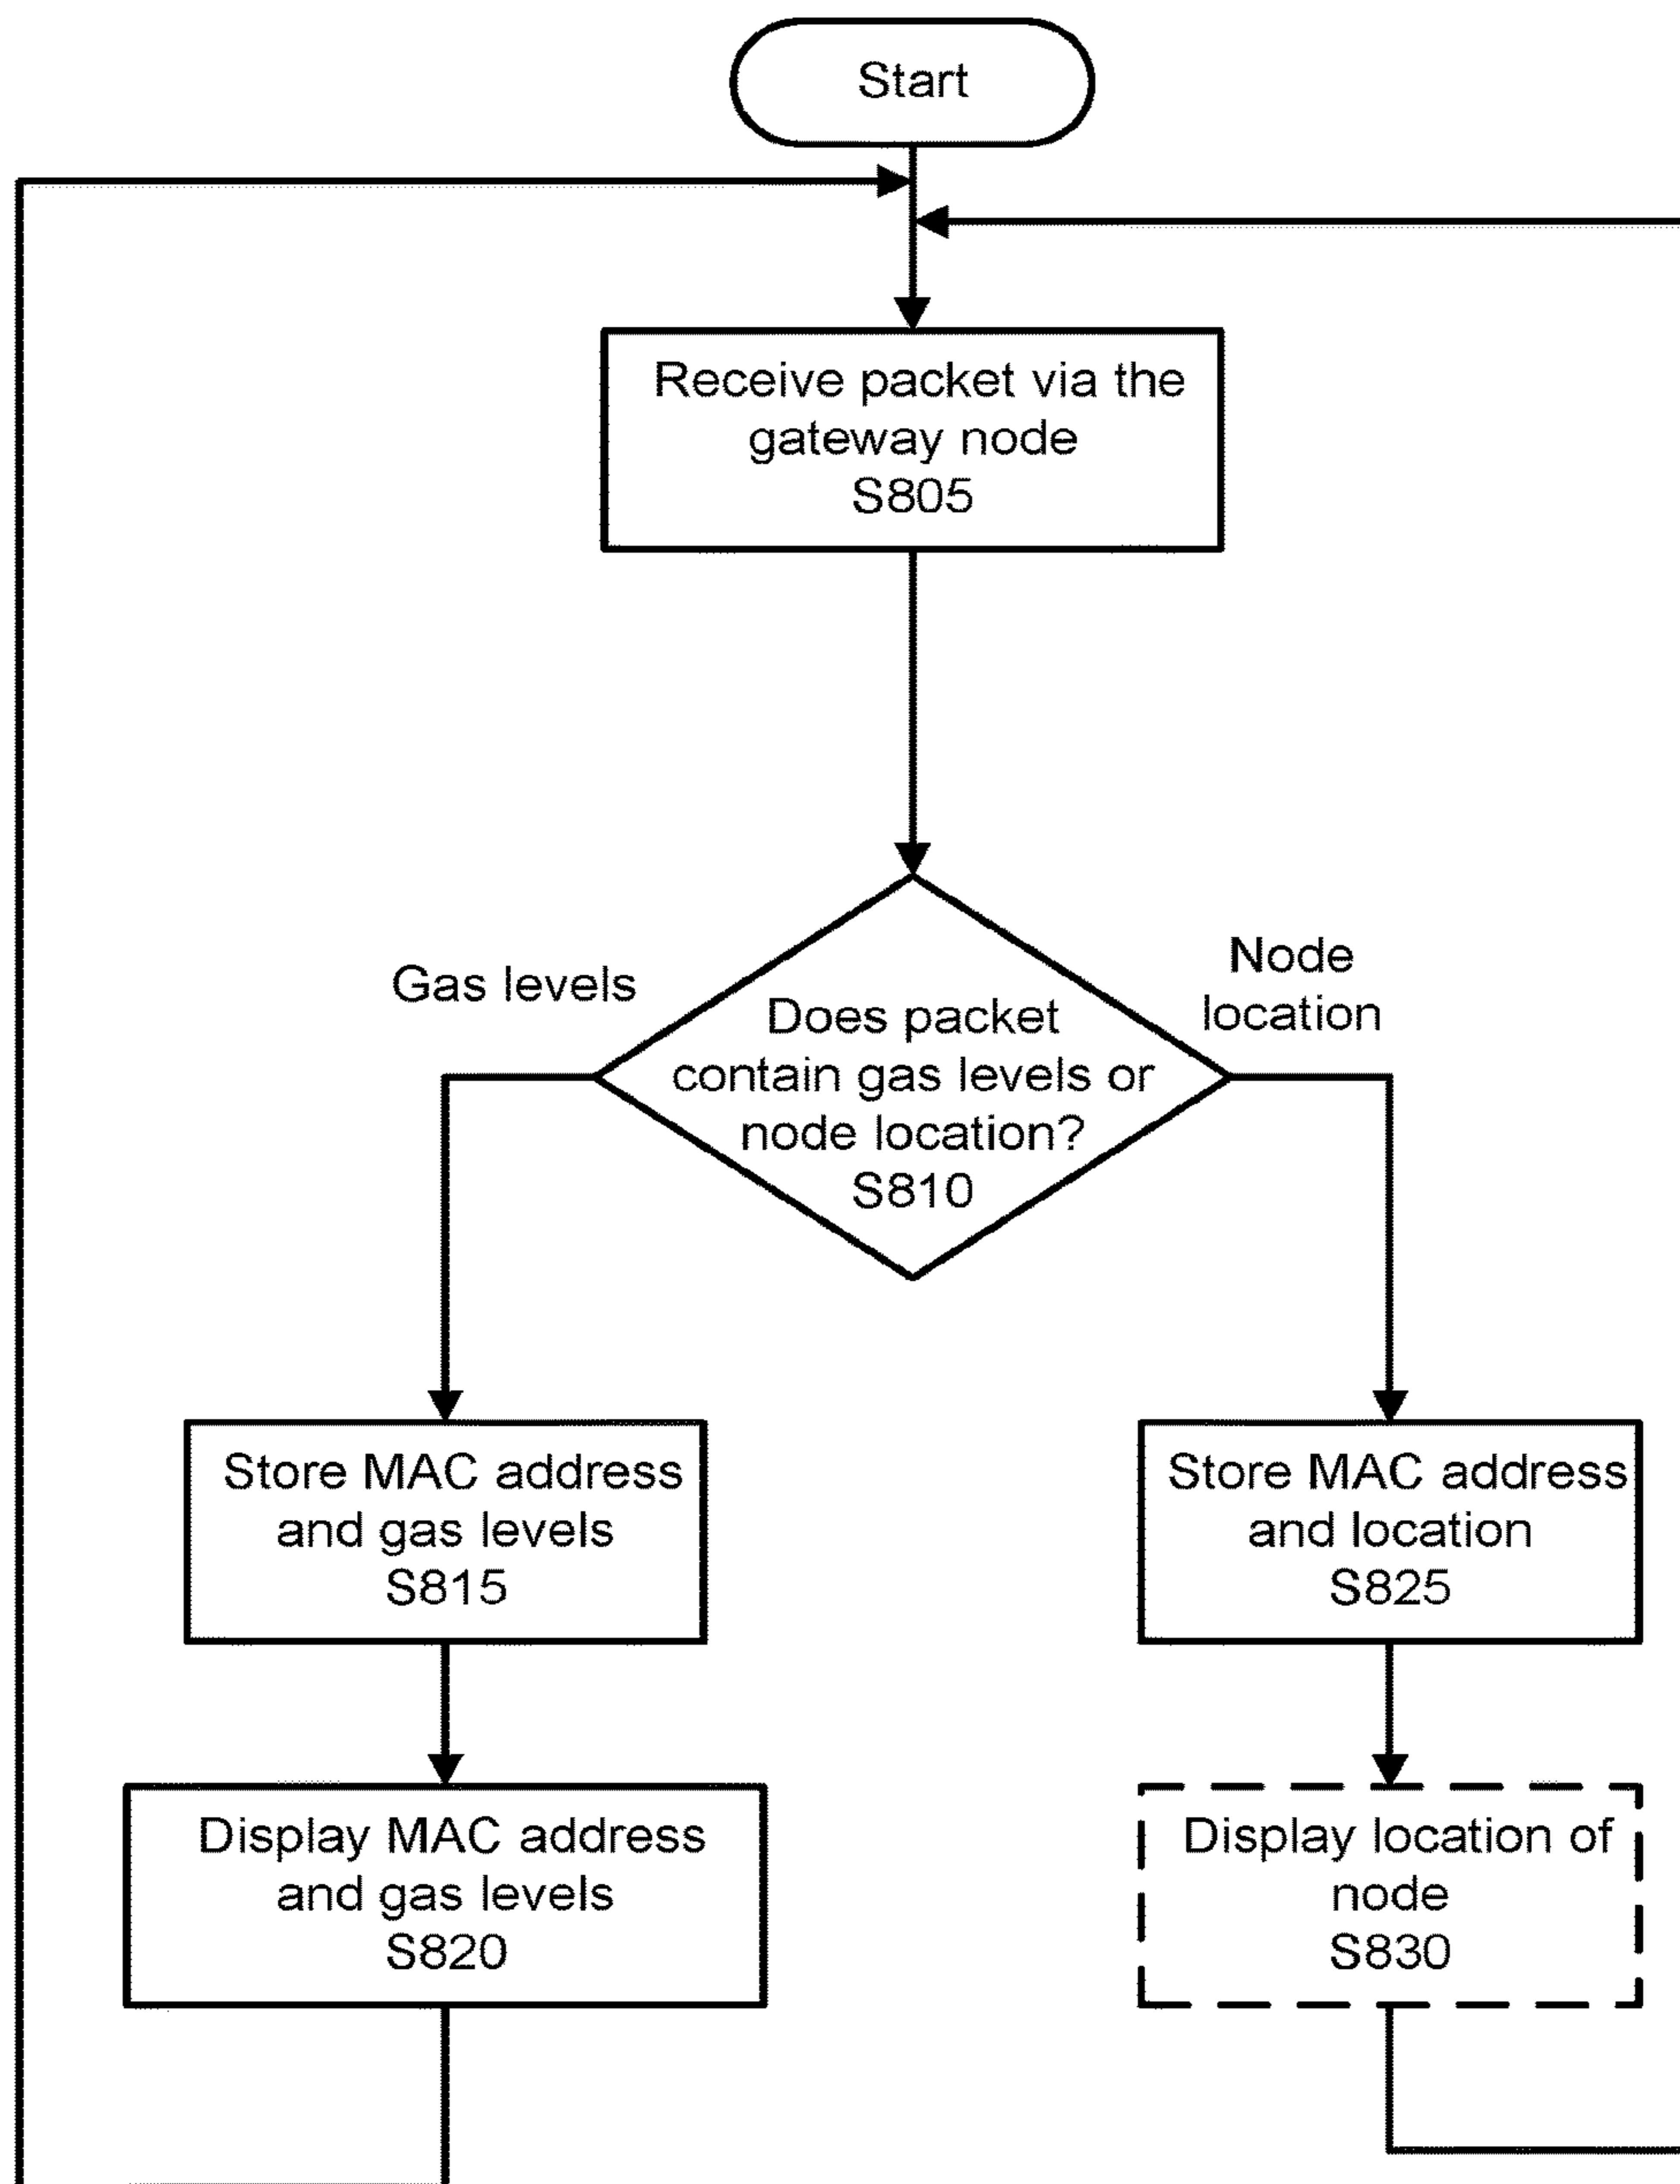 Start
Receive packet via the
gateway node
S805
Gas levels
Node
location
Does packet
contain gas levels or
node location?
S810
Store MAC address
and gas levels
S815
Store MAC address
and location
S825
Display MAC address
and gas levels
S820
Display location of
node
S830